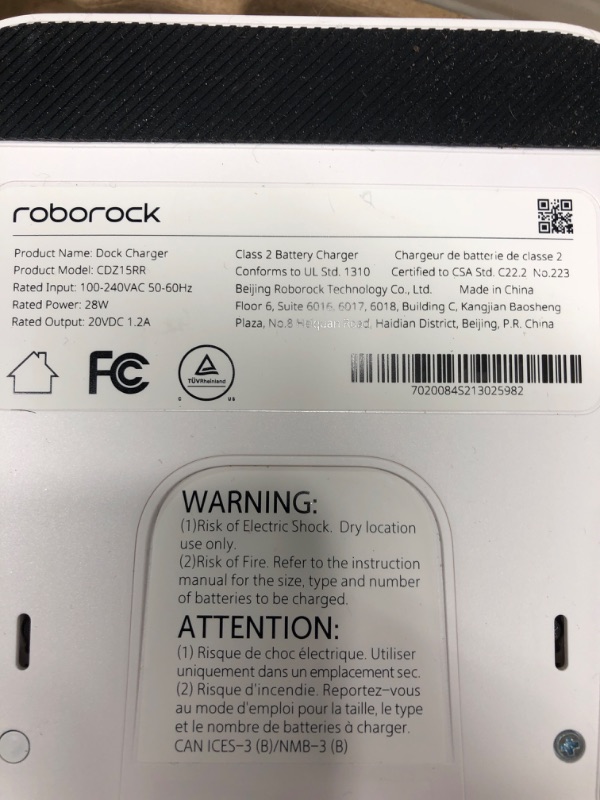 roborock
Product Name: Dock Charger
Product Model: CDZ15RR
Rated Input: 100-240VAC 50-60Hz
Rated Power: 28W
Rated Output: 20VDC 1.2A
Class 2 Battery Charger Chargeur de batterie de classe 2
Conforms to UL Std. 1310 Certified to CSA Std. C22.2 No.223
Beijing Roborock Technology Co., Ltd. Made in China
Floor 6, Suite 6016, 6017, 6018, Building C, Kangjian Baosheng
Plaza, No.8 Heiquan Road, Haidian District, Beijing, P.R. China
FC
TÜVRheinland
C US
7020084S213025982
WARNING:
(1)Risk of Electric Shock. Dry location
use only.
(2)Risk of Fire. Refer to the instruction
manual for the size, type and number
of batteries to be charged.
ATTENTION:
(1) Risque de choc électrique. Utiliser
uniquement dans un emplacement sec.
(2) Risque d'incendie. Reportez-vous
au mode d'emploi pour la taille, le type
et le nombre de batteries à charger.
CAN ICES-3 (B)/NMB-3 (B)